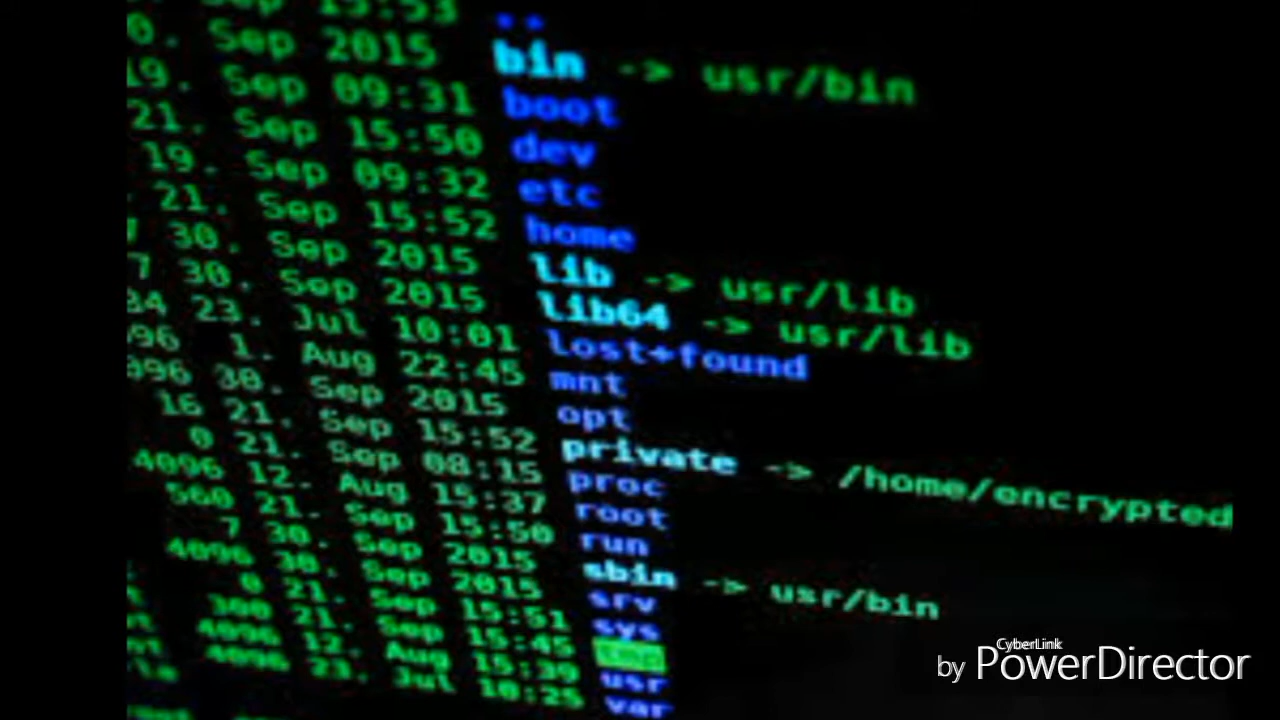 Sep 15:53 ..
0. Sep 2015 bin -> usr/bin
19. Sep 09:31 boot
21. Sep 15:50 dev
19. Sep 09:32 etc
21. Sep 15:52 home
7 30. Sep 2015 lib -> usr/lib
7 30. Sep 2015 lib64 -> usr/lib
84 23. Jul 10:01 lost+found
096 1. Aug 22:45 mnt
096 30. Sep 2015 opt
16 21. Sep 15:52 private -> /home/encrypted
0 21. Sep 08:15 proc
4096 12. Aug 15:37 root
560 21. Sep 15:50 run
7 30. Sep 2015 sbin -> usr/bin
4096 30. Sep 2015 srv
0 21. Sep 15:51 sys
300 21. Sep 15:45 tmp
4096 12. Aug 15:39 usr
4096 23. Jul 10:25 var
CyberLink
by PowerDirector